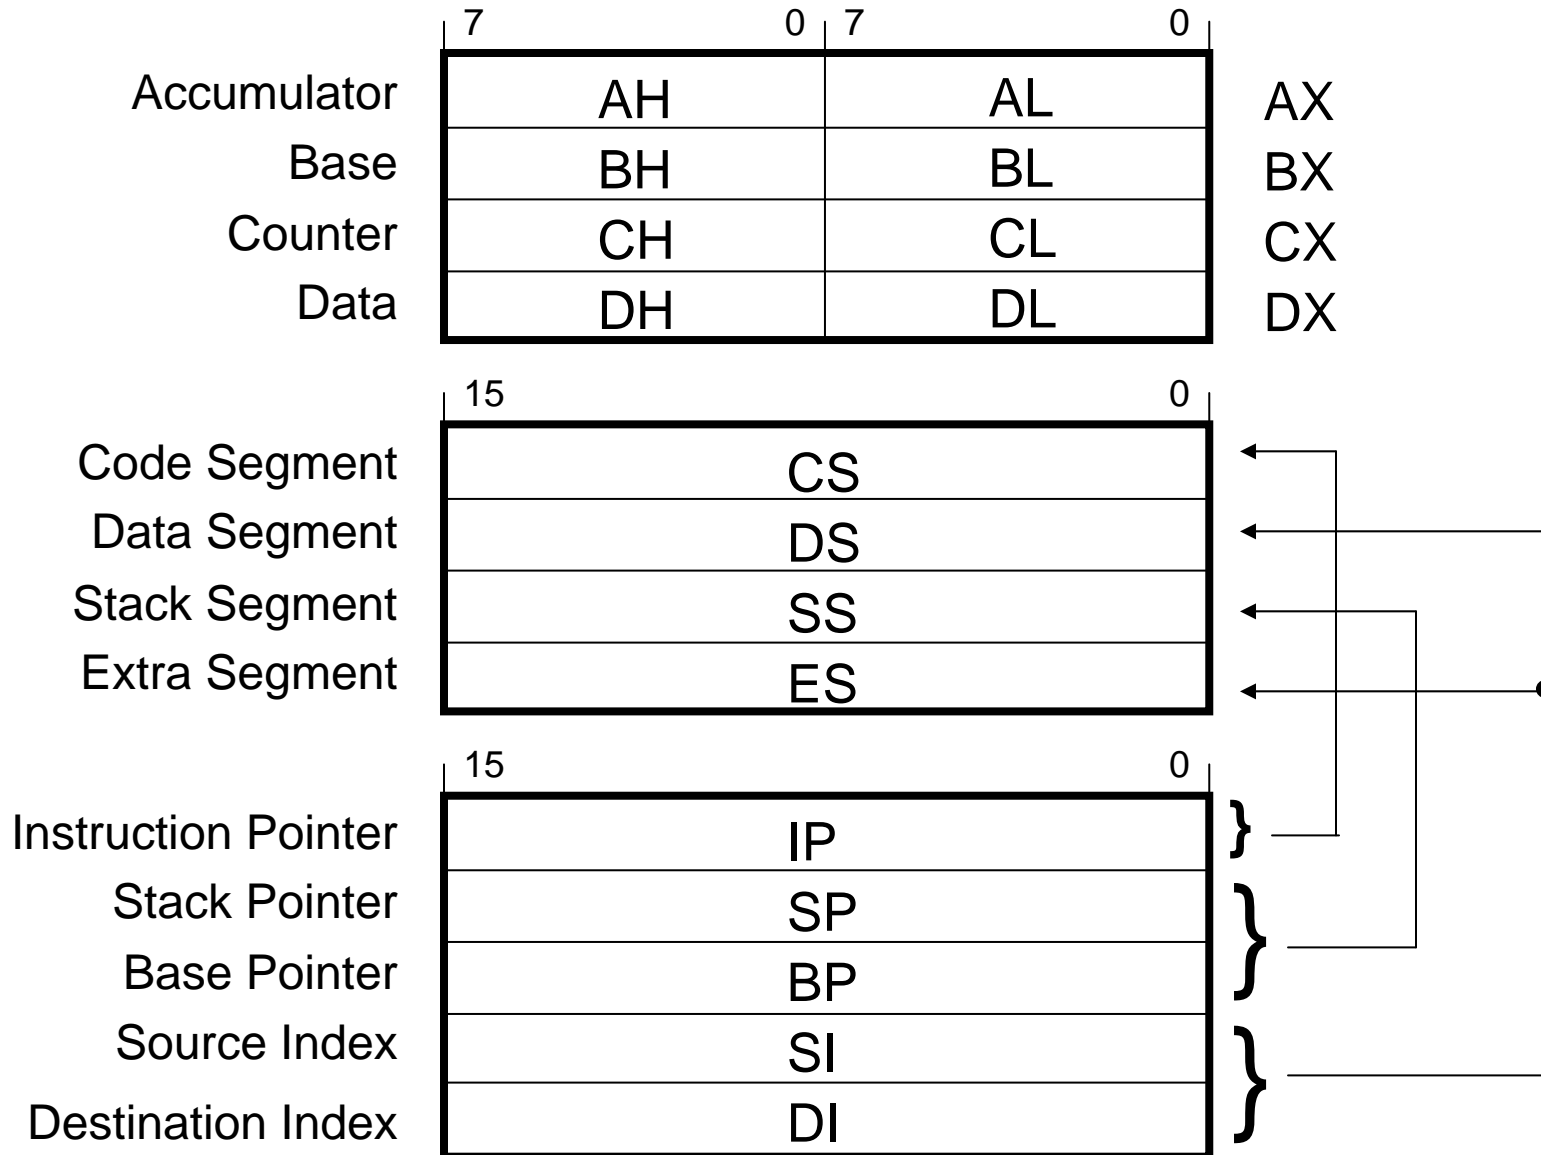 7 0 7 0
Accumulator AH AL AX
Base BH BL BX
Counter CH CL CX
Data DH DL DX
15 0
Code Segment CS
Data Segment DS
Stack Segment SS
Extra Segment ES
15 0
Instruction Pointer IP }
Stack Pointer SP
Base Pointer BP }
Source Index SI
Destination Index DI }